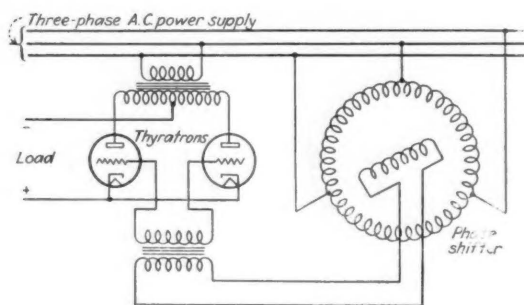 Three-phase A.C. power supply
Thyratrons
-
Load
+
Phase
shifter